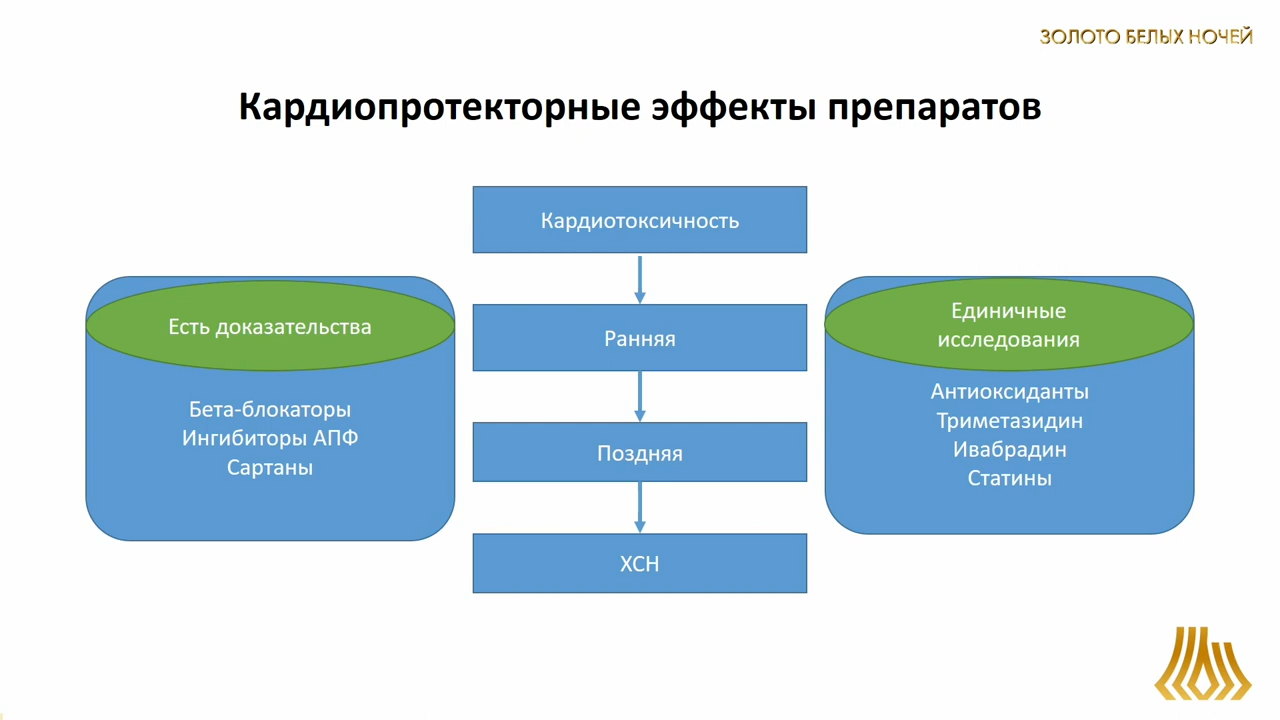 ЗОЛОТО БЕЛЫХ НОЧЕЙ
Кардиопротекторные эффекты препаратов
Кардиотоксичность
Ранняя
Поздняя
ХСН
Есть доказательства
Бета-блокаторы
Ингибиторы АПФ
Сартаны
Единичные
исследования
Антиоксиданты
Триметазидин
Ивабрадин
Статины